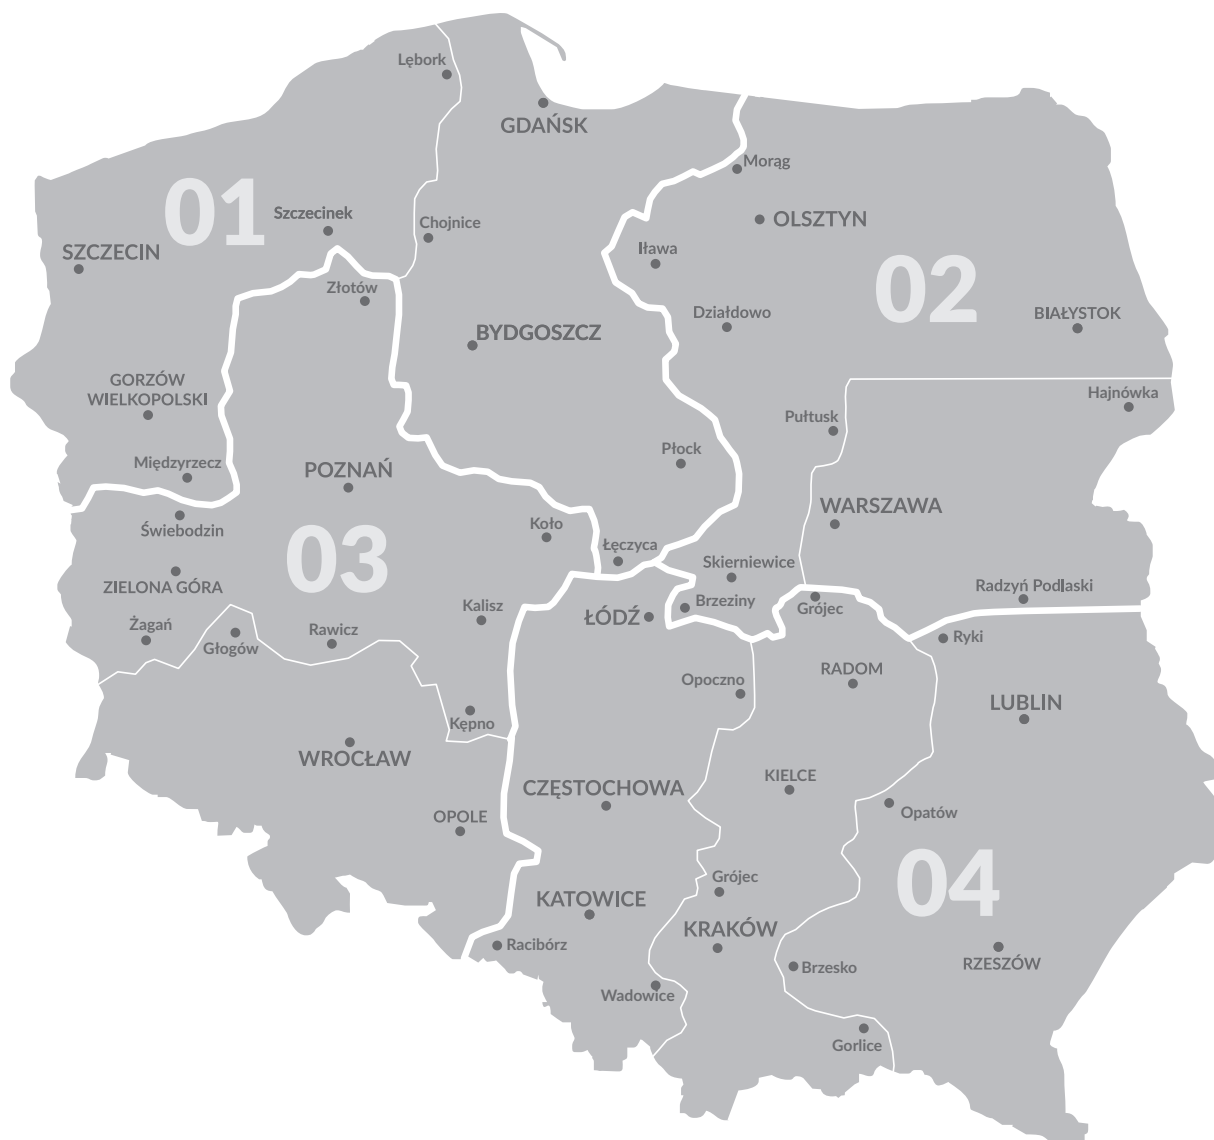 Lębork
GDAŃSK
Morąg
01
Szczecinek
Chojnice
OLSZTYN
SZCZECIN
Iława
02
Złotów
Działdowo
BIAŁYSTOK
BYDGOSZCZ
GORZÓW
WIELKOPOLSKI
Hajnówka
Pułtusk
Płock
Międzyrzecz
POZNAŃ
WARSZAWA
Świebodzin
Koło
03
Łęczyca
Skierniewice
ZIELONA GÓRA
Radzyń Podlaski
Brzeziny
Grójec
Kalisz
ŁÓDŹ
Żagań
Głogów
Rawicz
Ryki
RADOM
Opoczno
LUBLIN
Kępno
WROCŁAW
KIELCE
CZĘSTOCHOWA
OPOLE
Opatów
Grójec
04
KATOWICE
KRAKÓW
Racibórz
Brzesko
RZESZÓW
Wadowice
Gorlice